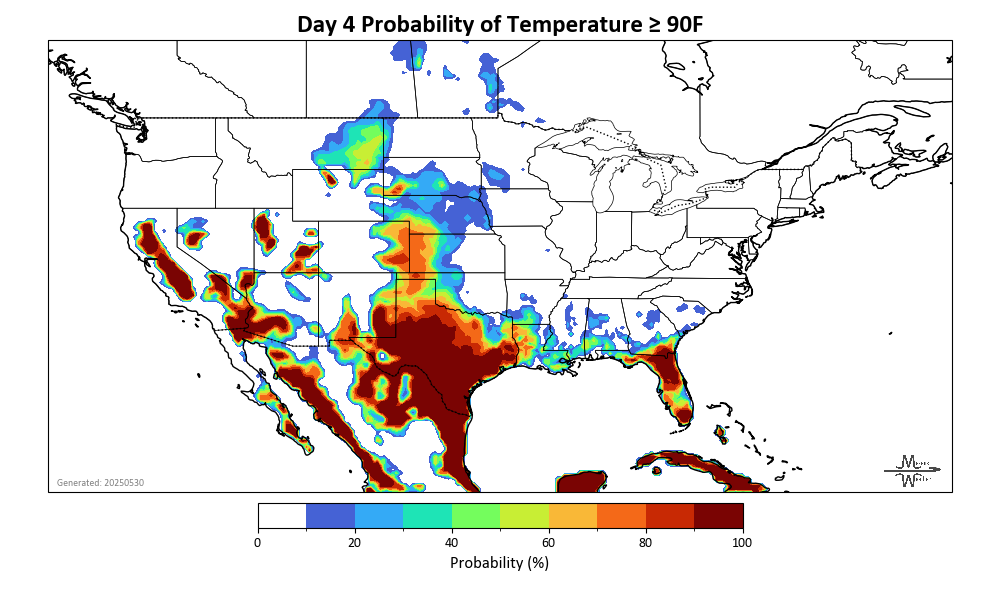 Day 4 Probability of Temperature ≥ 90F
Generated: 20250530
0 20 40 60 80 100
Probability (%)